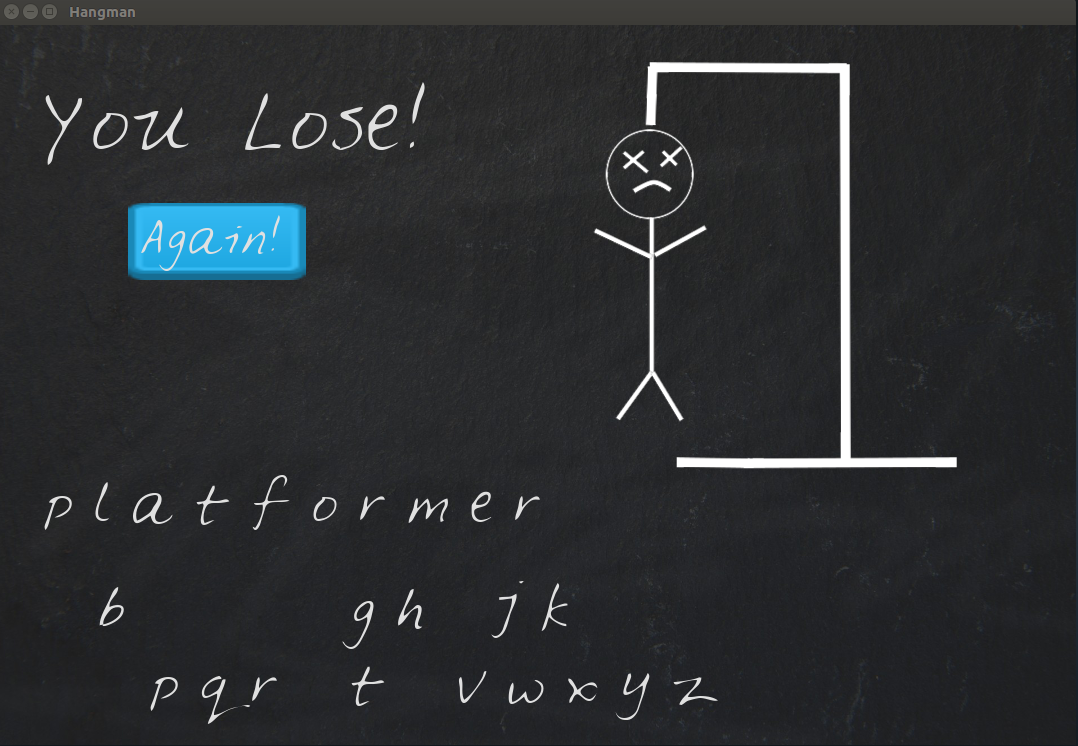 Hangman
You Lose!
Again!
p l a t f o r m e r
b g h j k
p q r t v w x y z